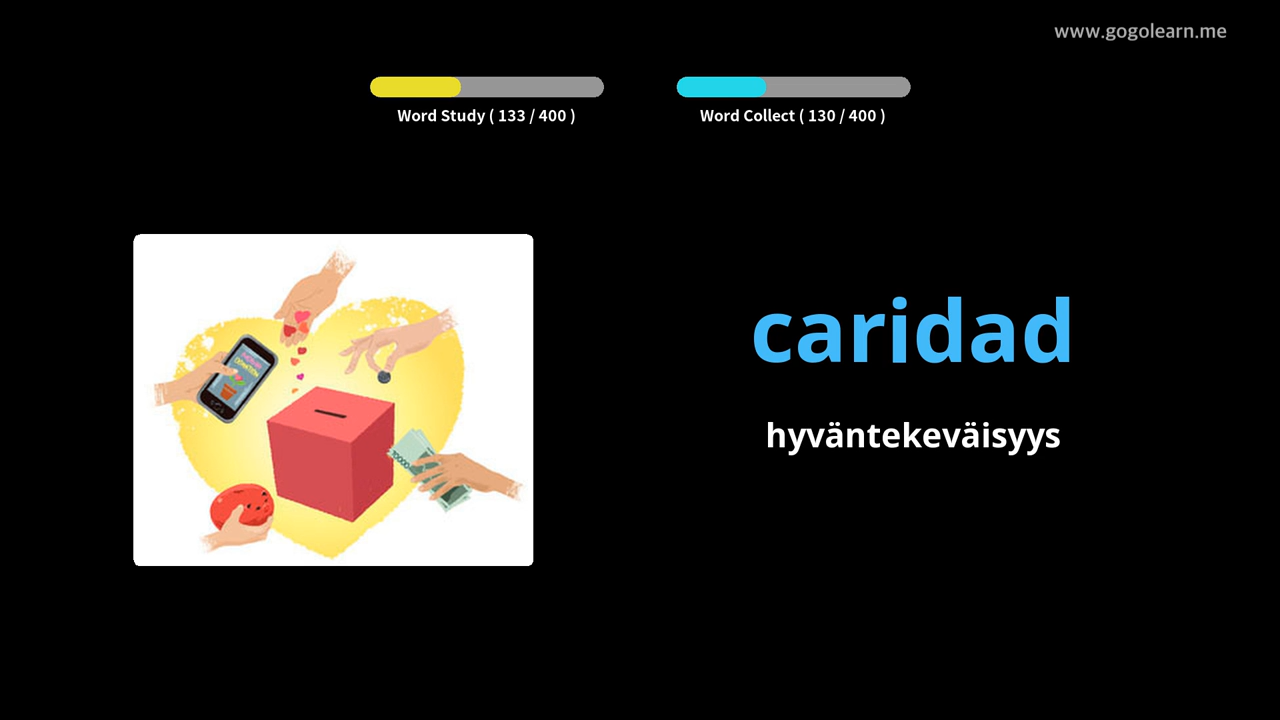 www.gogolearn.me
Word Study ( 133 / 400 )
Word Collect ( 130 / 400 )
caridad
hyväntekeväisyys